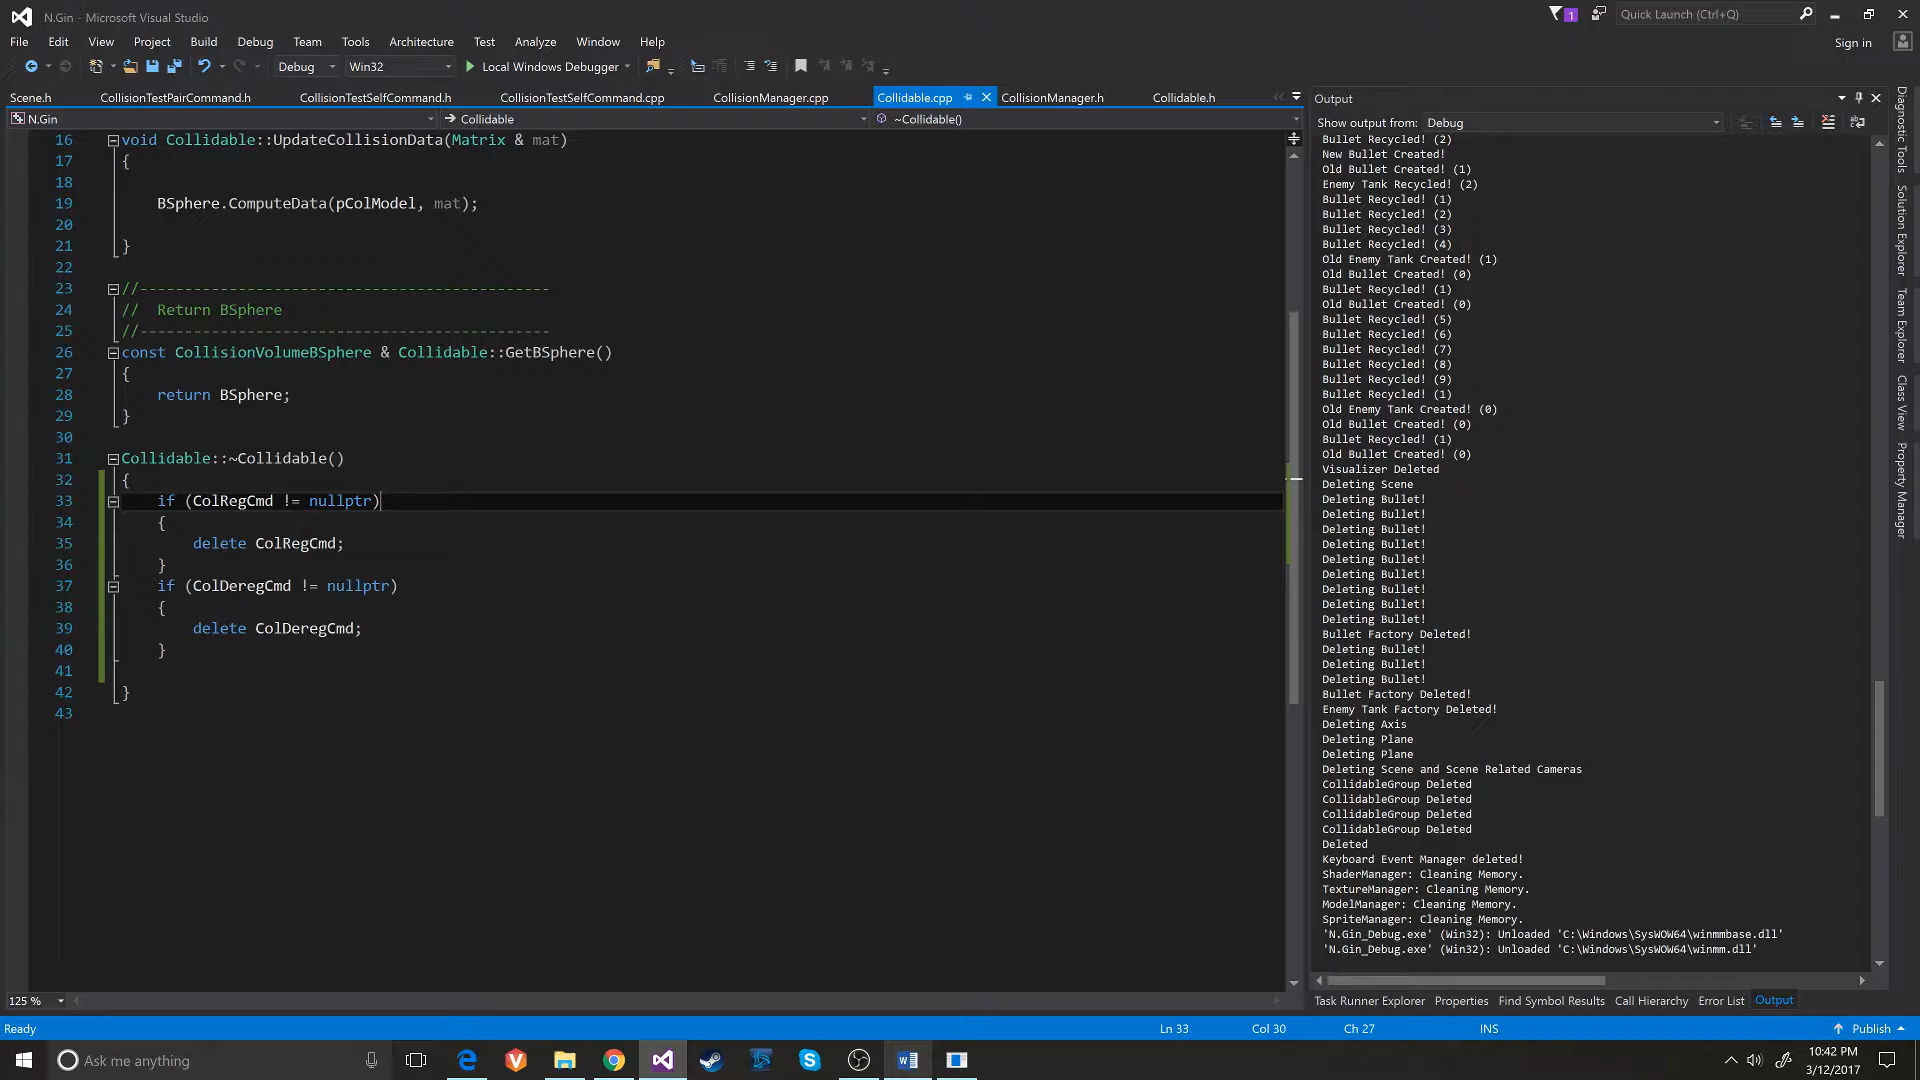 N.Gin - Microsoft Visual Studio
1
Quick Launch (Ctrl+Q)
File Edit View Project Build Debug Team Tools Architecture Test Analyze Window Help
Sign in
Debug Win32 Local Windows Debugger
Scene.h CollisionTestPairCommand.h CollisionTestSelfCommand.h CollisionTestSelfCommand.cpp CollisionManager.cpp Collidable.cpp CollisionManager.h Collidable.h
N.Gin Collidable ~Collidable()
16 void Collidable::UpdateCollisionData(Matrix & mat)
17 {
18
19 BSphere.ComputeData(pColModel, mat);
20
21 }
22
23 //----------------------------------------------
24 // Return BSphere
25 //----------------------------------------------
26 const CollisionVolumeBSphere & Collidable::GetBSphere()
27 {
28 return BSphere;
29 }
30
31 Collidable::~Collidable()
32 {
33 if (ColRegCmd != nullptr)
34 {
35 delete ColRegCmd;
36 }
37 if (ColDeregCmd != nullptr)
38 {
39 delete ColDeregCmd;
40 }
41
42 }
43
125 %
Output
Show output from: Debug
Bullet Recycled! (2)
New Bullet Created!
Old Bullet Created! (1)
Enemy Tank Recycled! (2)
Bullet Recycled! (1)
Bullet Recycled! (2)
Bullet Recycled! (3)
Bullet Recycled! (4)
Old Enemy Tank Created! (1)
Old Bullet Created! (0)
Bullet Recycled! (1)
Old Bullet Created! (0)
Bullet Recycled! (5)
Bullet Recycled! (6)
Bullet Recycled! (7)
Bullet Recycled! (8)
Bullet Recycled! (9)
Bullet Recycled! (1)
Old Enemy Tank Created! (0)
Old Bullet Created! (0)
Bullet Recycled! (1)
Old Bullet Created! (0)
Visualizer Deleted
Deleting Scene
Deleting Bullet!
Deleting Bullet!
Deleting Bullet!
Deleting Bullet!
Deleting Bullet!
Deleting Bullet!
Deleting Bullet!
Deleting Bullet!
Deleting Bullet!
Bullet Factory Deleted!
Deleting Bullet!
Deleting Bullet!
Deleting Bullet!
Bullet Factory Deleted!
Enemy Tank Factory Deleted!
Deleting Axis
Deleting Plane
Deleting Plane
Deleting Scene and Scene Related Cameras
CollidableGroup Deleted
CollidableGroup Deleted
CollidableGroup Deleted
CollidableGroup Deleted
Deleted
Keyboard Event Manager deleted!
ShaderManager: Cleaning Memory.
TextureManager: Cleaning Memory.
ModelManager: Cleaning Memory.
SpriteManager: Cleaning Memory.
'N.Gin_Debug.exe' (Win32): Unloaded 'C:\Windows\SysWOW64\winmmbase.dll'
'N.Gin_Debug.exe' (Win32): Unloaded 'C:\Windows\SysWOW64\winmm.dll'
Task Runner Explorer Properties Find Symbol Results Call Hierarchy Error List Output
Diagnostic Tools
Solution Explorer
Team Explorer
Class View
Property Manager
Ready Ln 33 Col 30 Ch 27 INS Publish
Ask me anything
10:42 PM
3/12/2017